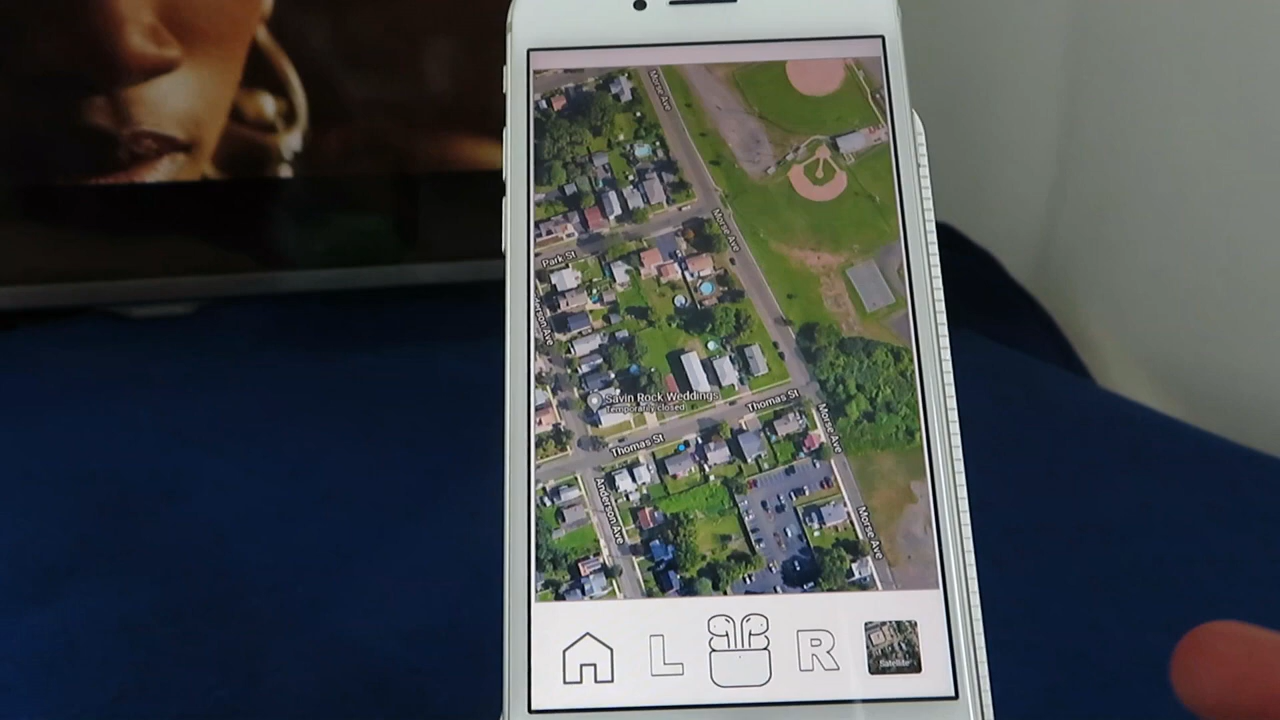 Morse Ave
Morse Ave
Park St
derson Ave
Savin Rock Weddings
Temporarily closed
Thomas St
Thomas St
Morse Ave
Anderson Ave
Morse Ave
L
R
Satellite